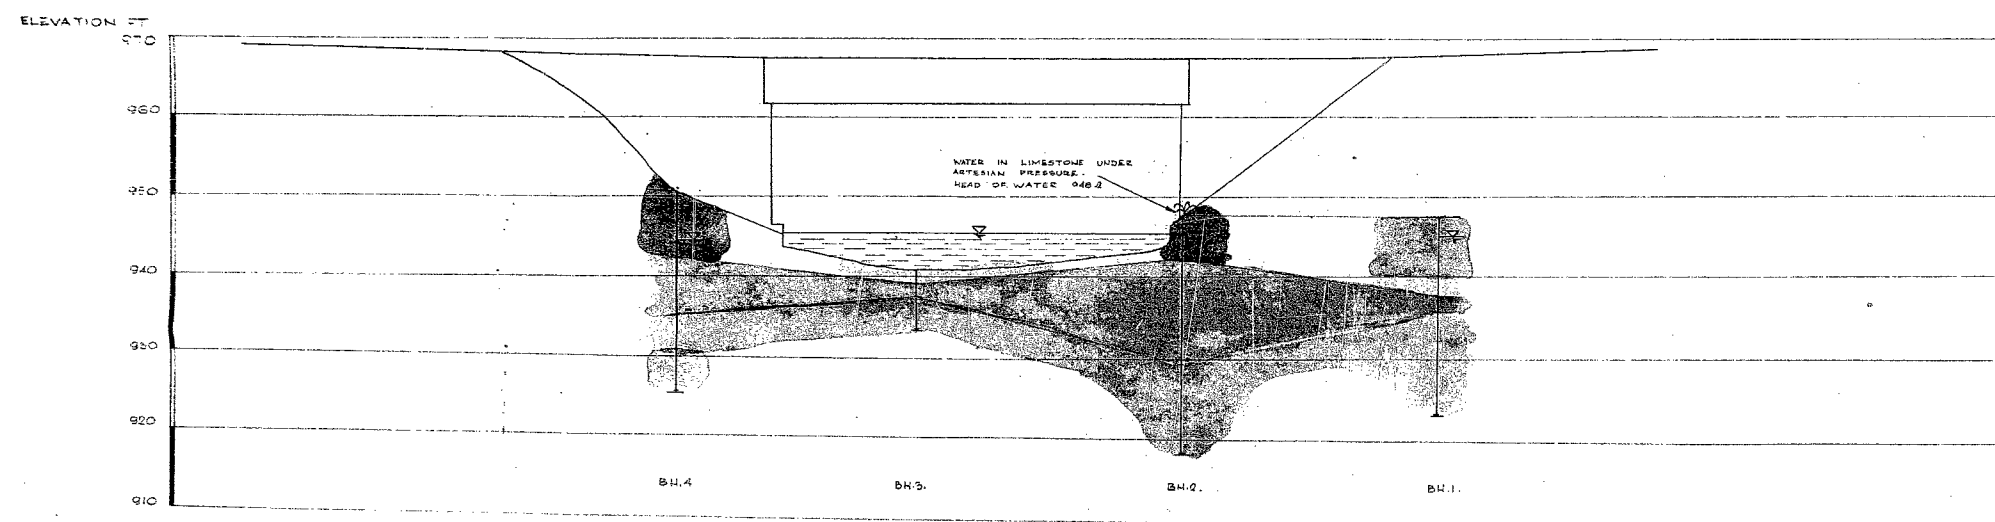 ELEVATION FT
970
960
WATER IN LIMESTONE UNDER
ARTESIAN PRESSURE.
HEAD OF WATER 948.2
950
940
930
920
910
BH.4
BH.3.
BH.2.
BH.1.